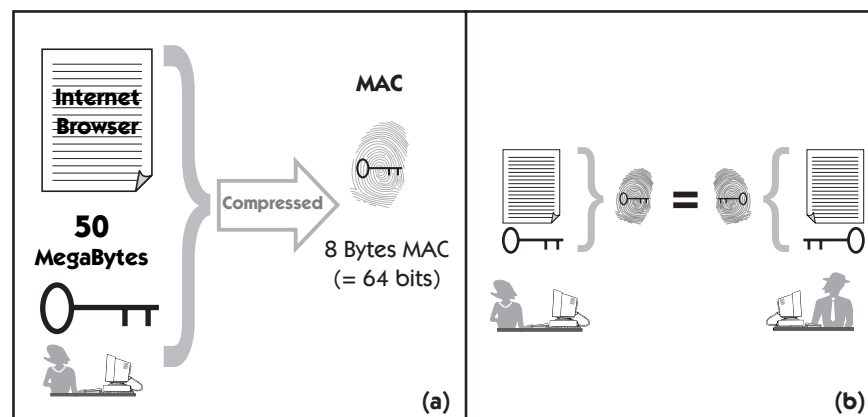 Internet
Browser
50
MegaBytes
Compressed
MAC
8 Bytes MAC
(= 64 bits)
(a)
=
(b)